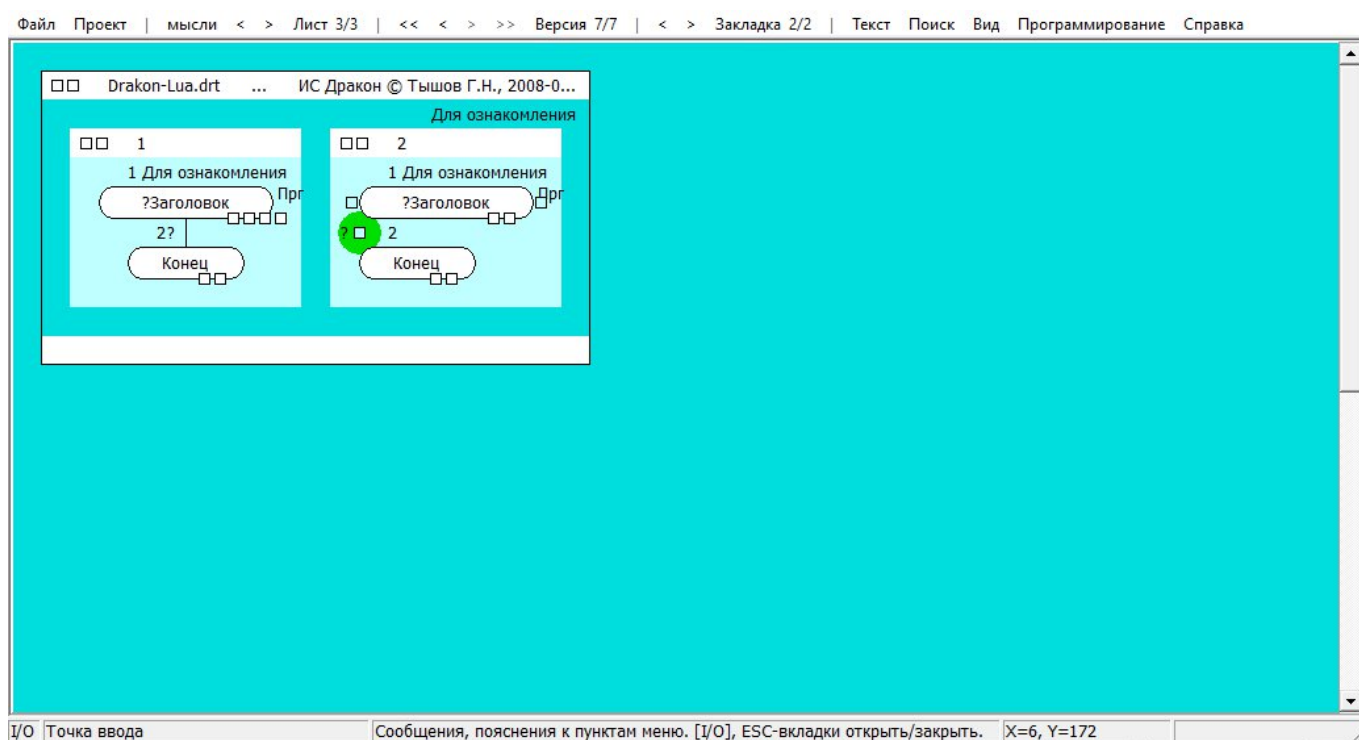 Файл Проект | мысли < > Лист 3/3 | << < > >> Версия 7/7 | < > Закладка 2/2 | Текст Поиск Вид Программирование Справка
Drakon-Lua.drt ... ИС Дракон © Тышов Г.Н., 2008-0...
Для ознакомления
1
1 Для ознакомления
?Заголовок Прг
2?
Конец
2
1 Для ознакомления
?Заголовок Прг
? 2
Конец
I/O Точка ввода Сообщения, пояснения к пунктам меню. [I/O], ESC-вкладки открыть/закрыть. X=6, Y=172